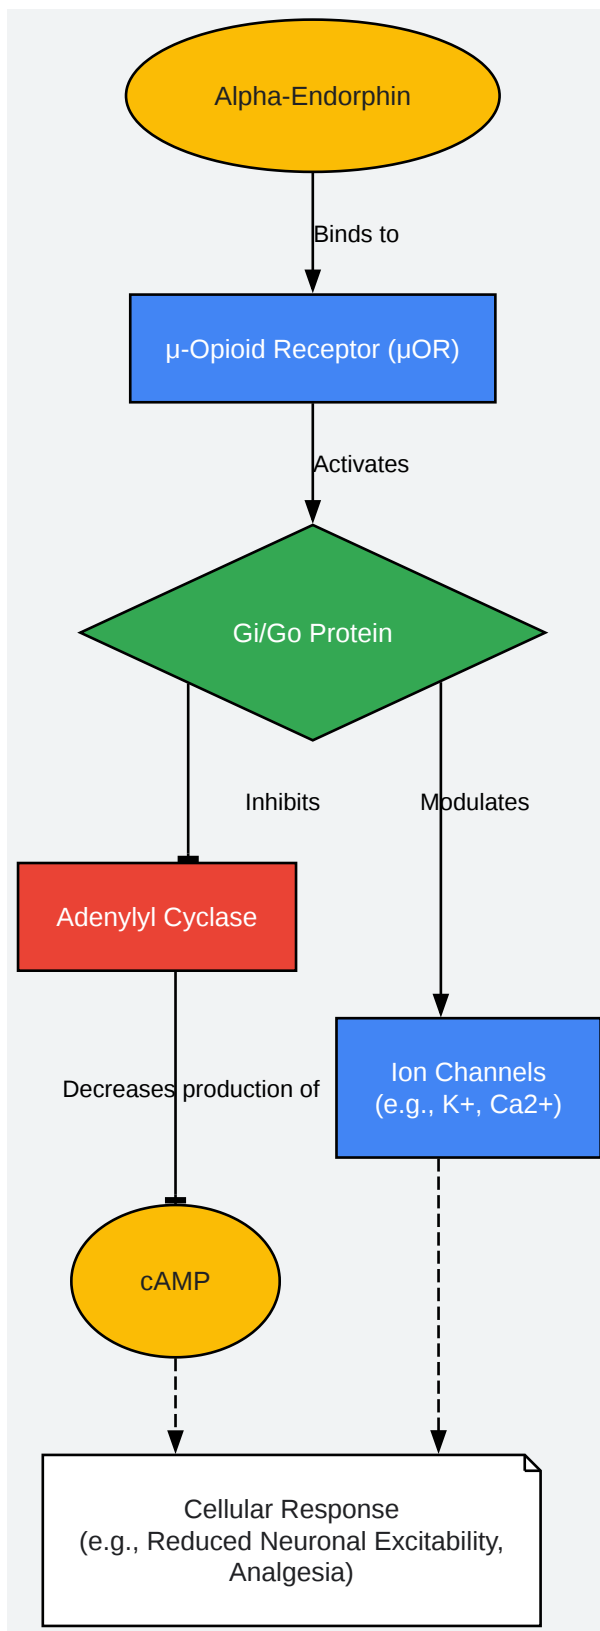 Alpha-Endorphin
Binds to
μ-Opioid Receptor (μOR)
Activates
Gi/Go Protein
Inhibits
Modulates
Adenylyl Cyclase
Ion Channels
(e.g., K+, Ca2+)
Decreases production of
cAMP
Cellular Response
(e.g., Reduced Neuronal Excitability,
Analgesia)